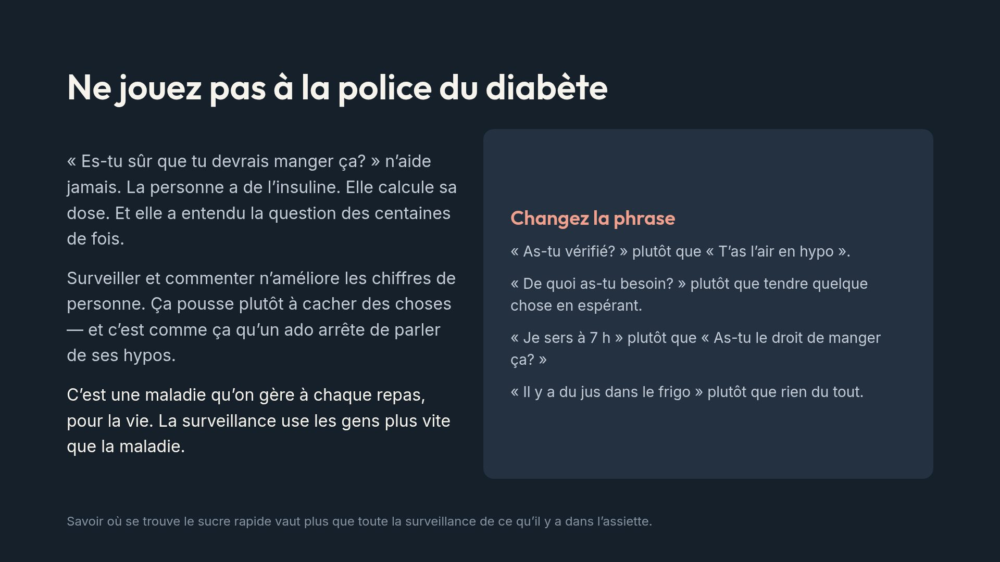 Ne jouez pas à la police du diabète
« Es-tu sûr que tu devrais manger ça? » n’aide
jamais. La personne a de l’insuline. Elle calcule sa
dose. Et elle a entendu la question des centaines
de fois.
Surveiller et commenter n’améliore les chiffres de
personne. Ça pousse plutôt à cacher des choses
— et c’est comme ça qu’un ado arrête de parler
de ses hypos.
C’est une maladie qu’on gère à chaque repas,
pour la vie. La surveillance use les gens plus vite
que la maladie.
Changez la phrase
« As-tu vérifié? » plutôt que « T’as l’air en hypo ».
« De quoi as-tu besoin? » plutôt que tendre quelque
chose en espérant.
« Je sers à 7 h » plutôt que « As-tu le droit de manger
ça? »
« Il y a du jus dans le frigo » plutôt que rien du tout.
Savoir où se trouve le sucre rapide vaut plus que toute la surveillance de ce qu’il y a dans l’assiette.